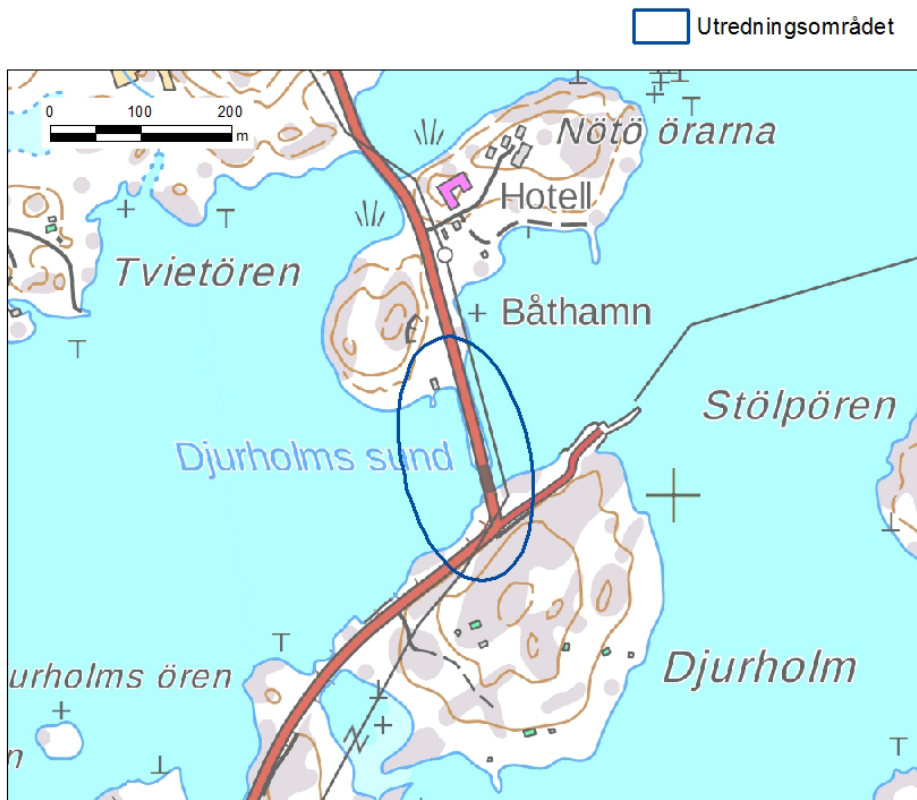 Utredningsområdet
0 100 200
m
Nötö örarna
Hotell
Tvietören
Båthamn
Stölpören
Djurholms sund
Djurholm
urholms ören
n